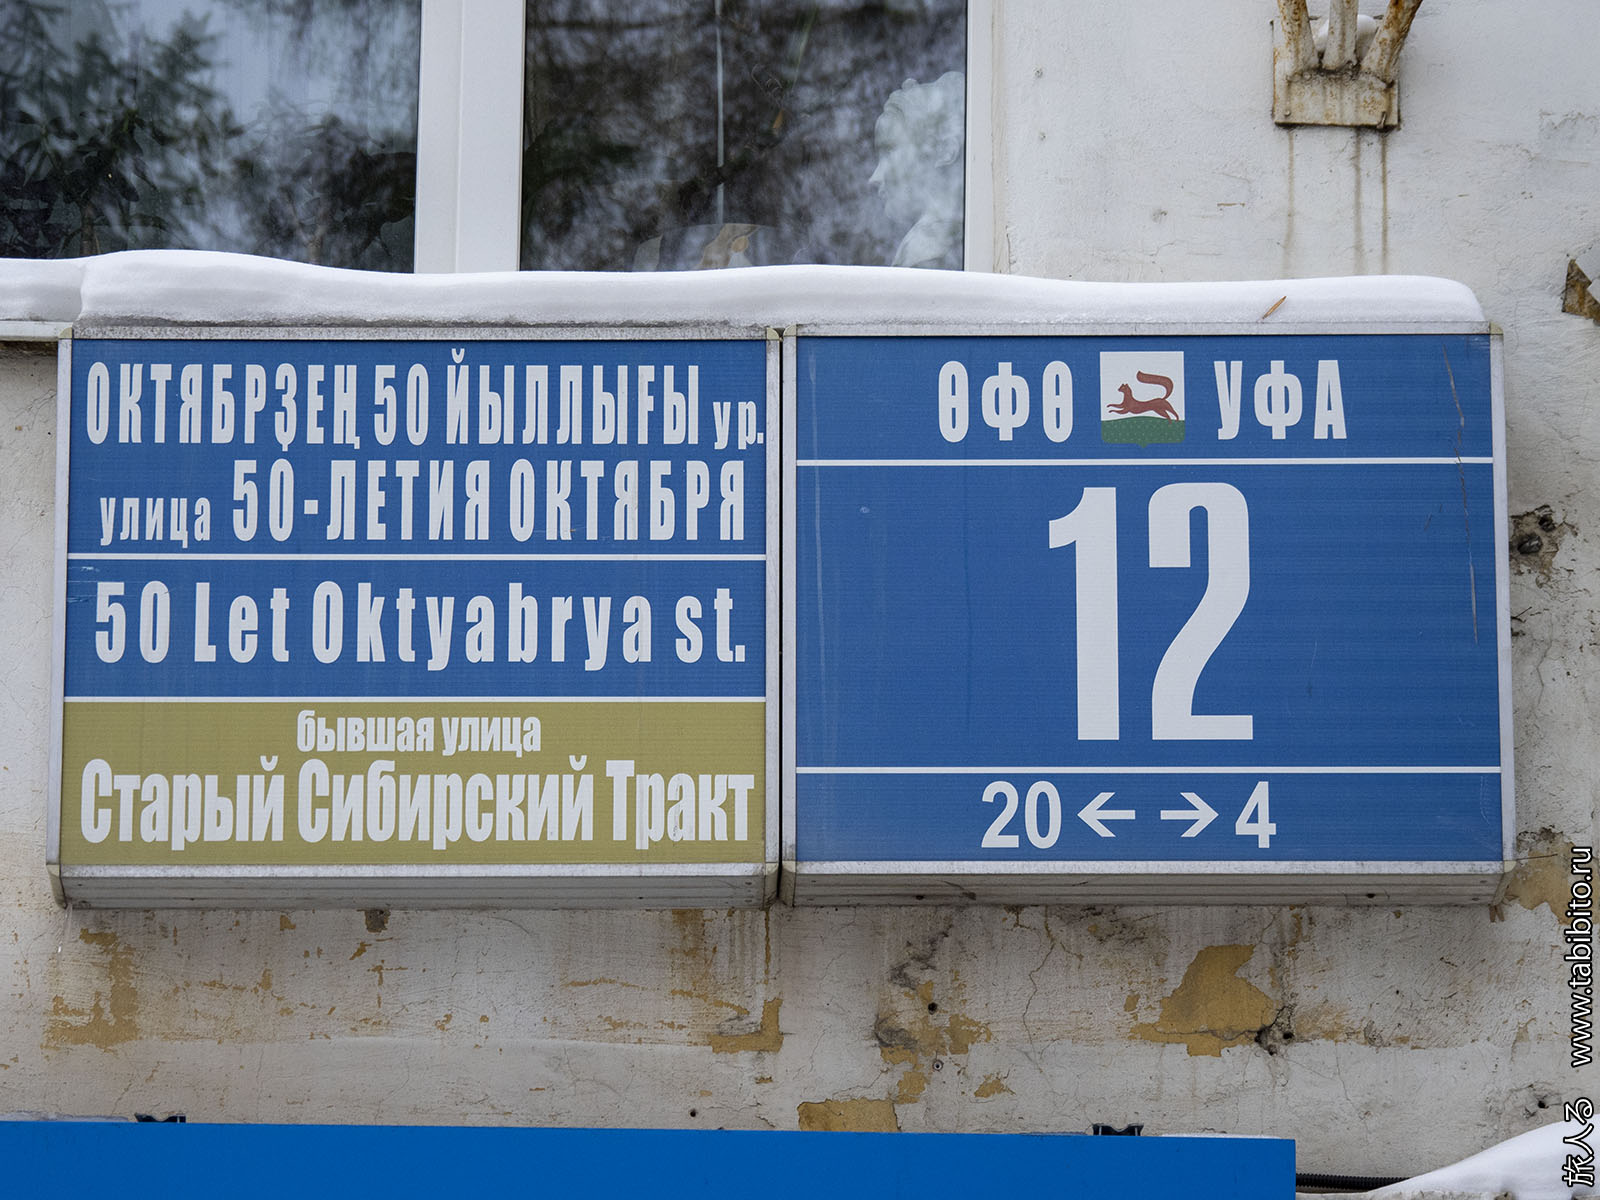 ОКТЯБРҘЕҢ 50 ЙЫЛЛЫҒЫ ур.
улица 50-ЛЕТИЯ ОКТЯБРЯ
50 Let Oktyabrya st.
бывшая улица
Старый Сибирский Тракт
ӨФӨ УФА
12
20 ← → 4
旅人る www.tabibito.ru